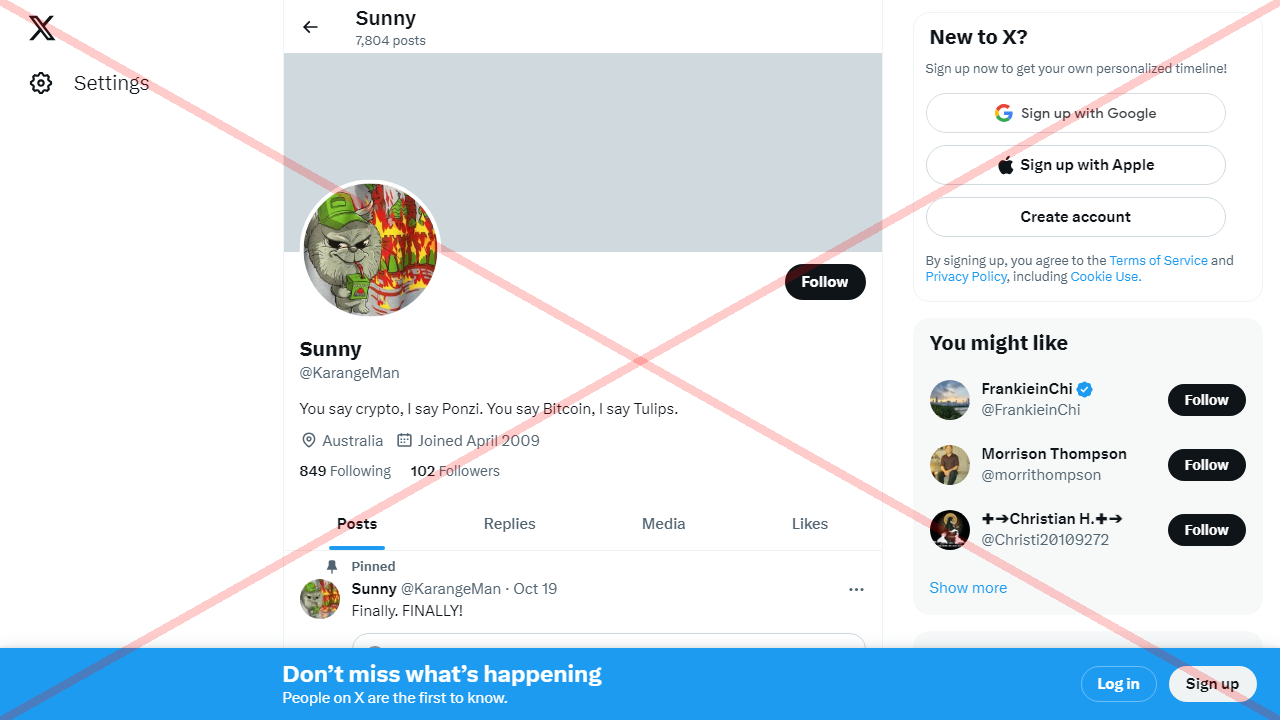 Settings
Sunny
7,804 posts
Follow
Sunny
@KarangeMan
You say crypto, I say Ponzi. You say Bitcoin, I say Tulips.
Australia Joined April 2009
849 Following 102 Followers
Posts Replies Media Likes
Pinned
Sunny @KarangeMan · Oct 19
Finally. FINALLY!
New to X?
Sign up now to get your own personalized timeline!
Sign up with Google
Sign up with Apple
Create account
By signing up, you agree to the Terms of Service and
Privacy Policy, including Cookie Use.
You might like
FrankieinChi
@FrankieinChi
Follow
Morrison Thompson
@morrithompson
Follow
✚➔Christian H.✚➔
@Christi20109272
Follow
Show more
Don’t miss what’s happening
People on X are the first to know.
Log in
Sign up